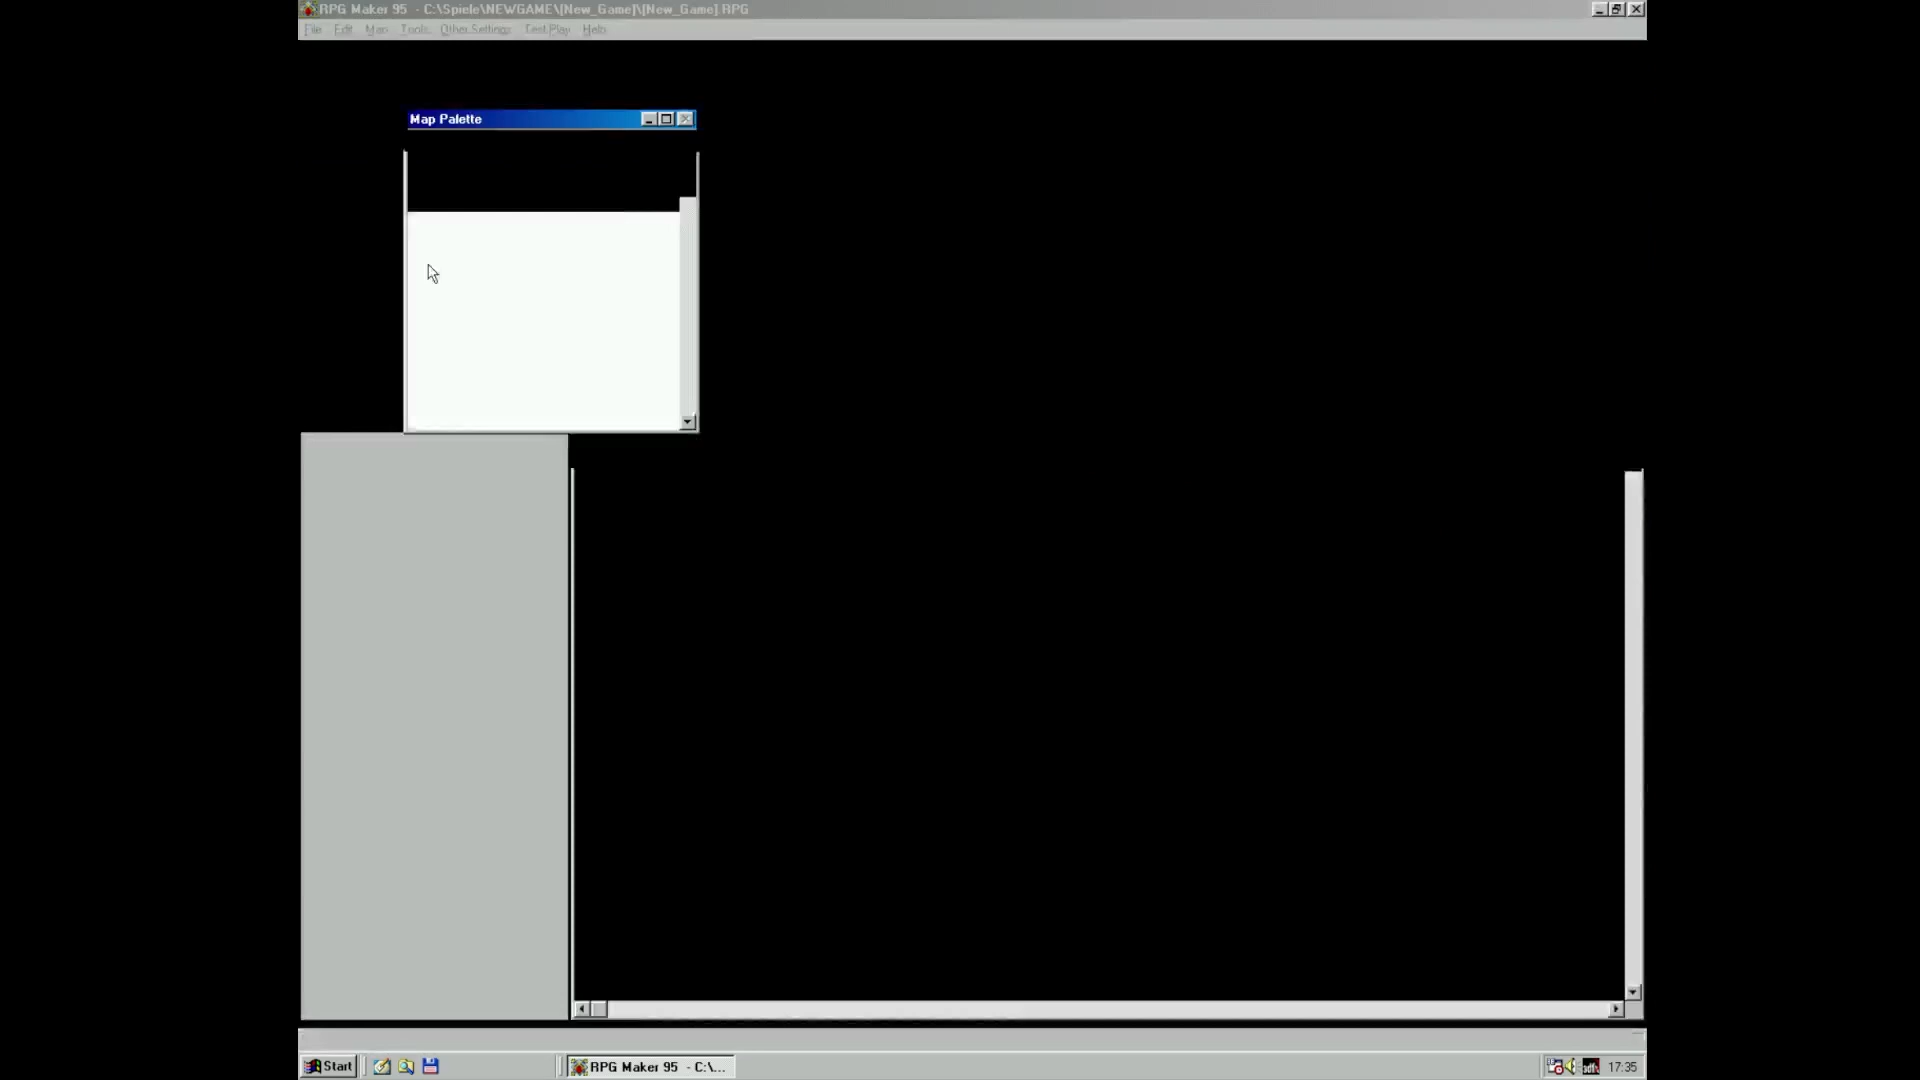 RPG Maker 95 - C:\Spiele\NEWGAME\[New_Game]\[New_Game].RPG
File Edit Map Tools Other Settings Test Play Help
Map Palette
Start
RPG Maker 95 - C:\...
17:35